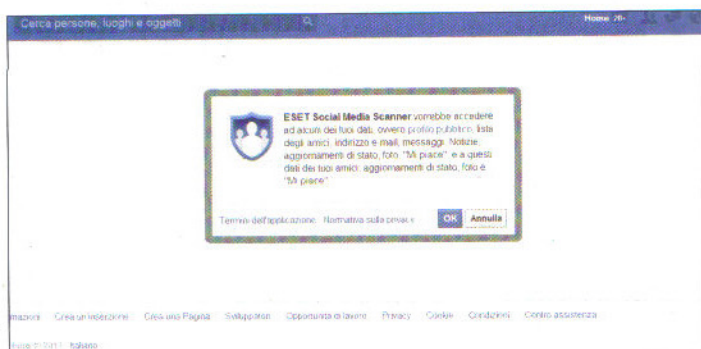 Cerca persone, luoghi e oggetti
Home
ESET Social Media Scanner vorrebbe accedere
ad alcuni dei tuoi dati, ovvero profilo pubblico, lista
degli amici, indirizzo e-mail, messaggi, Notizie,
aggiornamenti di stato, foto, "Mi piace" e a questi
dati dei tuoi amici: aggiornamenti di stato, foto e
"Mi piace"
Termini dell'applicazione Normativa sulla privacy OK Annulla
Crea un'inserzione Crea una Pagina Sviluppatori Opportunità di lavoro Privacy Cookie Condizioni Centro assistenza
Italiano